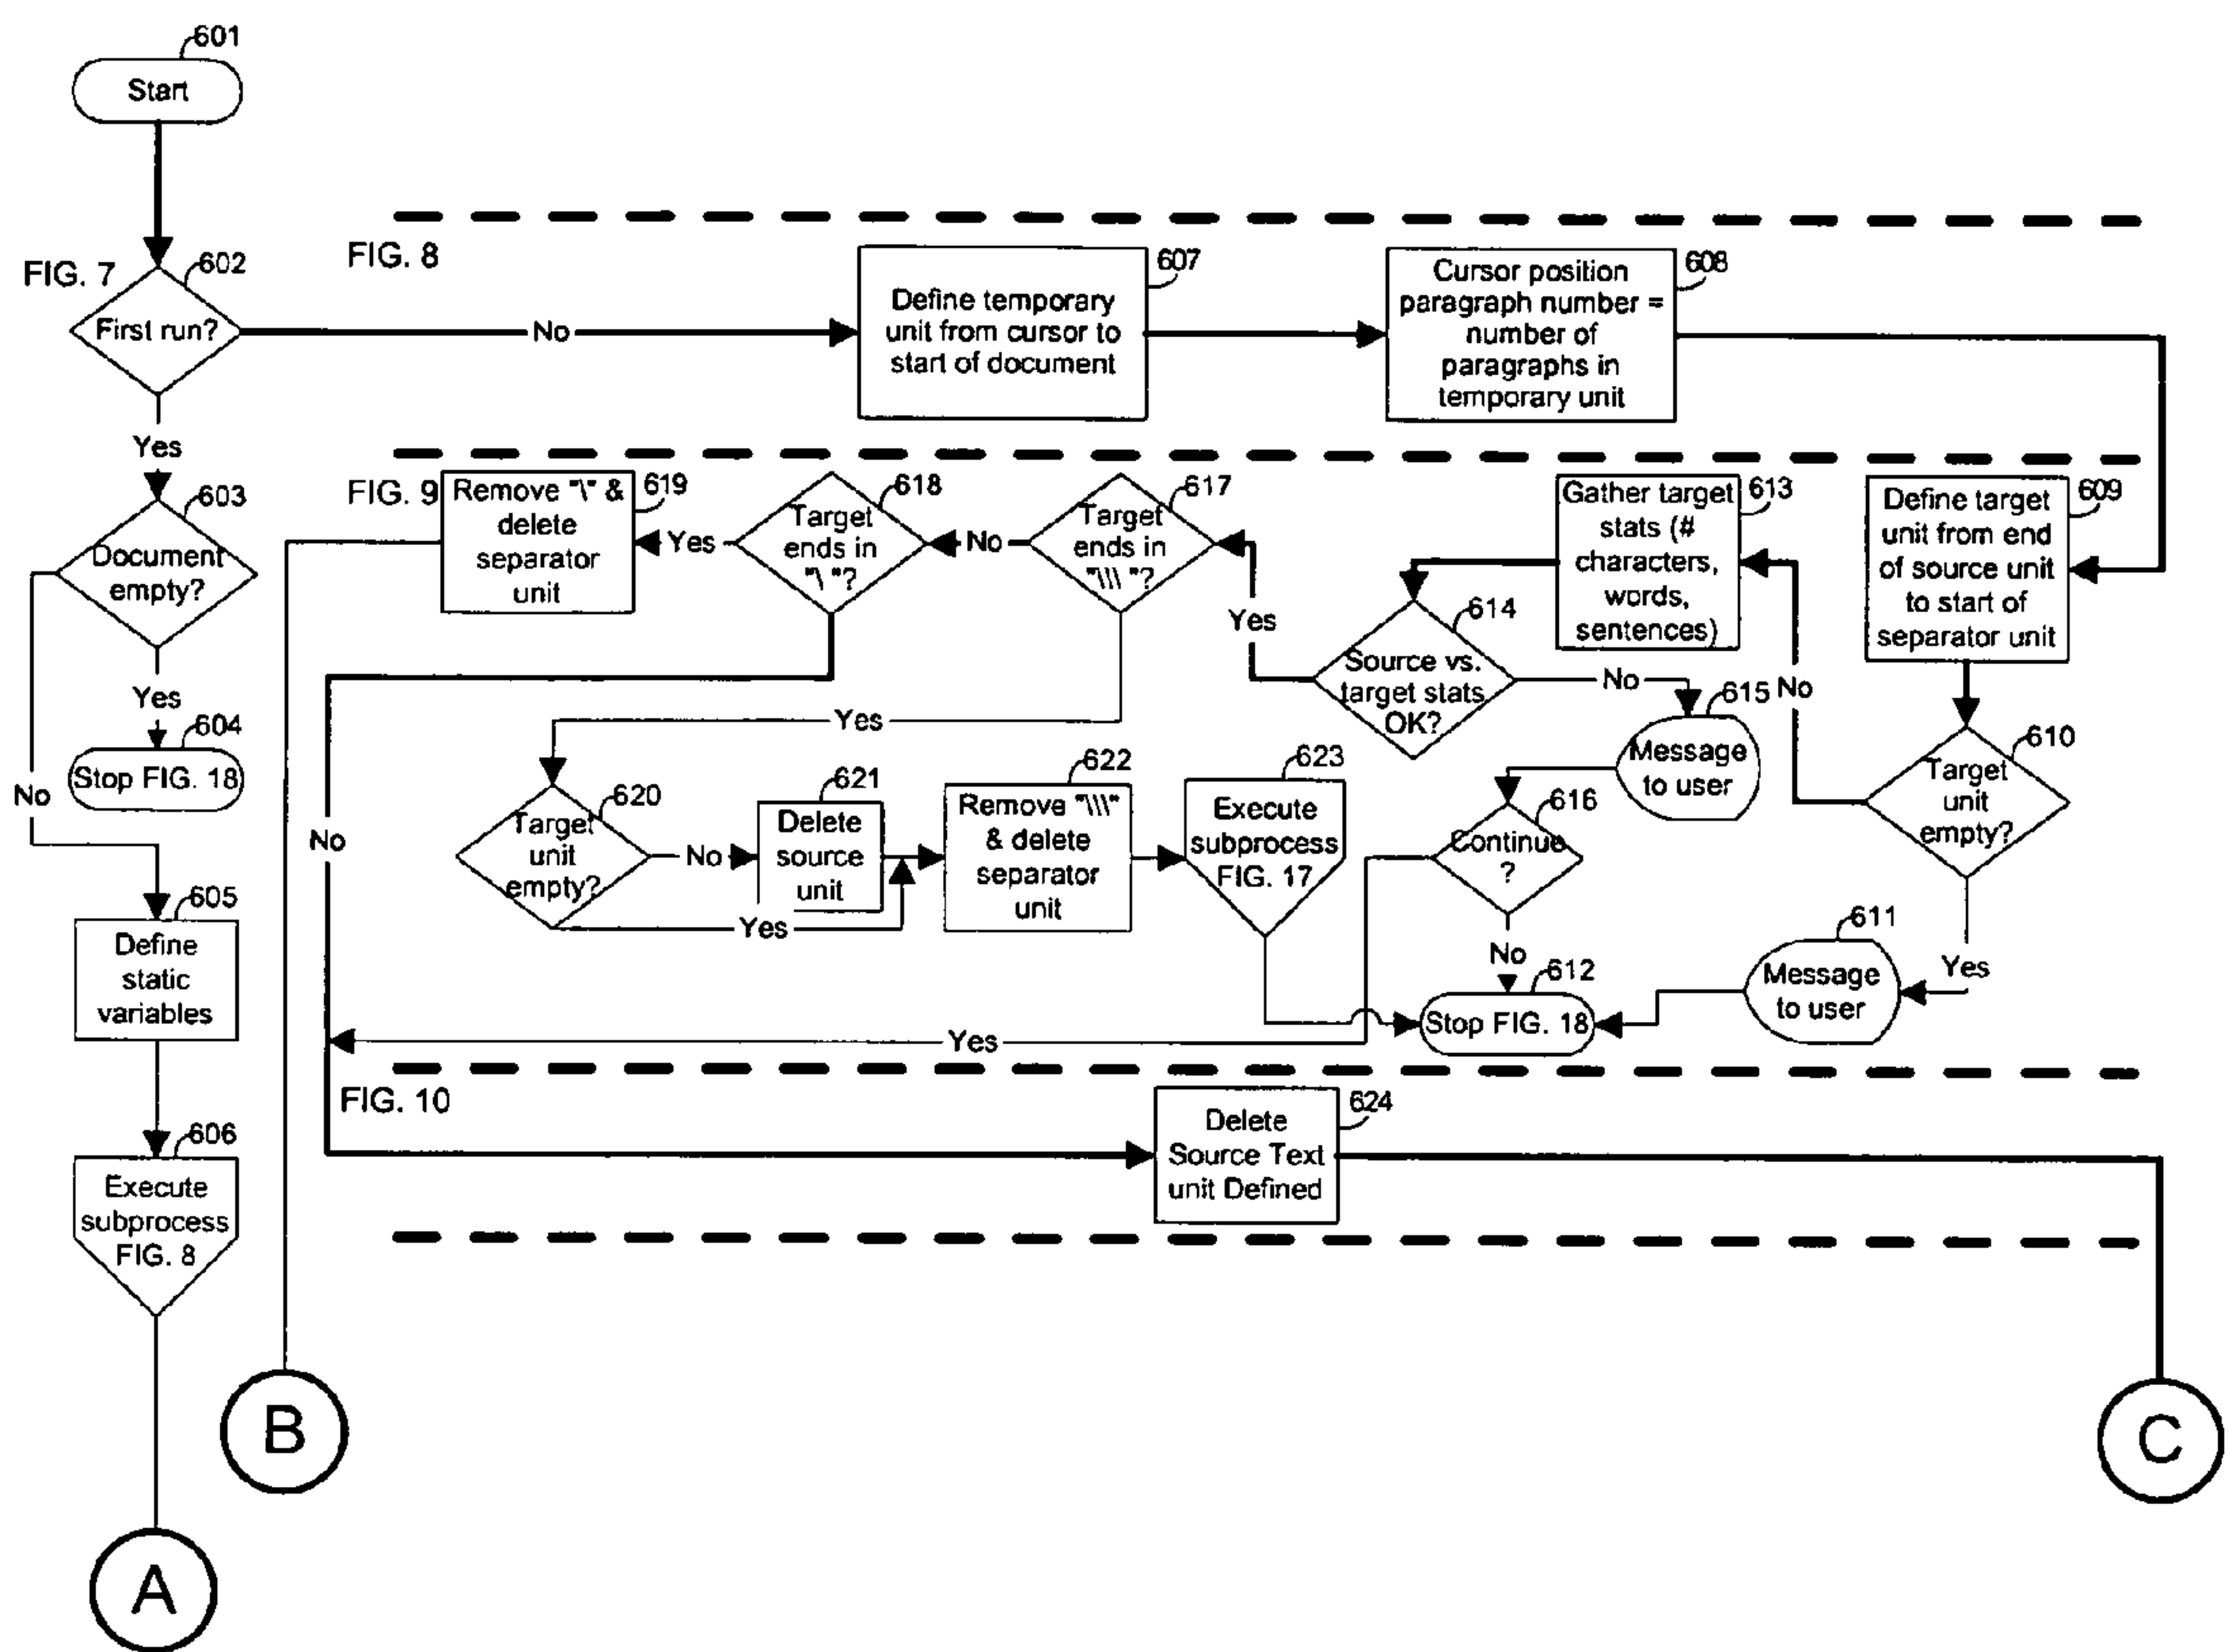 601
Start
FIG. 7
602
First run?
No
Yes
603
Document
empty?
Yes
No
604
Stop FIG. 18
605
Define
static
variables
606
Execute
subprocess
FIG. 8
A
FIG. 8
607
Define temporary
unit from cursor to
start of document
608
Cursor position
paragraph number =
number of
paragraphs in
temporary unit
FIG. 9
609
Define target
unit from end
of source unit
to start of
separator unit
610
Target
unit
empty?
No
Yes
611
Message
to user
612
Stop FIG. 18
613
Gather target
stats (#
characters,
words,
sentences)
614
Source vs.
target stats
OK?
No
Yes
615
Message
to user
616
Continue
?
No
Yes
617
Target
ends in
"\\\ "?
No
Yes
618
Target
ends in
"\ "?
Yes
No
619
Remove "\" &
delete
separator
unit
B
620
Target
unit
empty?
No
Yes
621
Delete
source
unit
622
Remove "\\\"
& delete
separator
unit
623
Execute
subprocess
FIG. 17
FIG. 10
624
Delete
Source Text
unit Defined
C